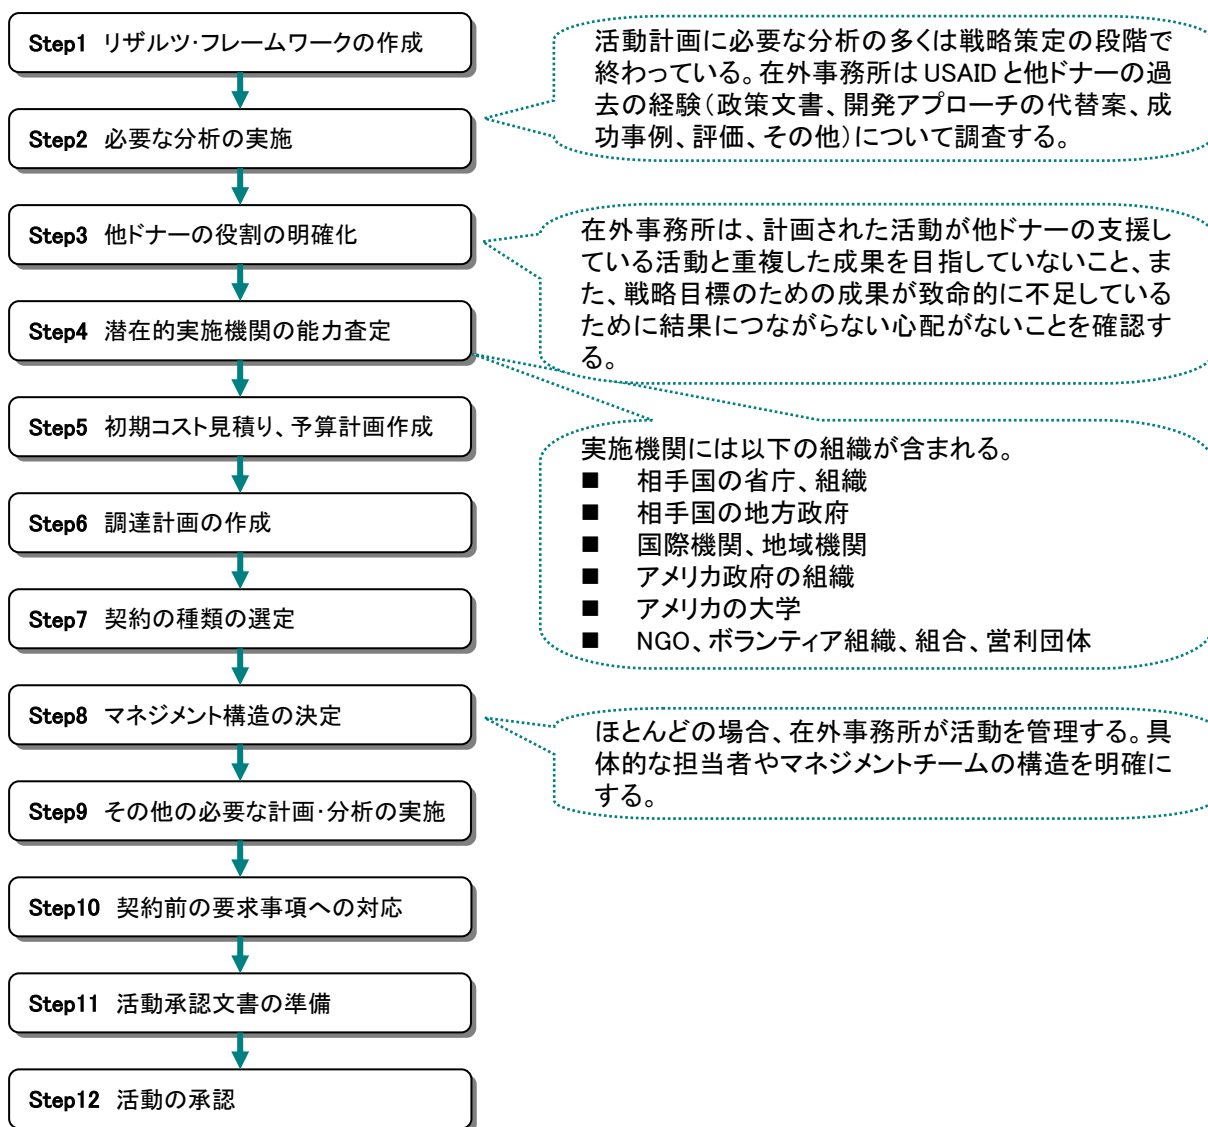 Step1 リザルツ・フレームワークの作成
活動計画に必要な分析の多くは戦略策定の段階で
終わっている。在外事務所は USAID と他ドナーの過
去の経験（政策文書、開発アプローチの代替案、成
功事例、評価、その他）について調査する。
Step2 必要な分析の実施
Step3 他ドナーの役割の明確化
在外事務所は、計画された活動が他ドナーの支援し
ている活動と重複した成果を目指していないこと、ま
た、戦略目標のための成果が致命的に不足している
ために結果につながらない心配がないことを確認す
る。
Step4 潜在的実施機関の能力査定
実施機関には以下の組織が含まれる。
■ 相手国の省庁、組織
■ 相手国の地方政府
■ 国際機関、地域機関
■ アメリカ政府の組織
■ アメリカの大学
■ NGO、ボランティア組織、組合、営利団体
Step5 初期コスト見積り、予算計画作成
Step6 調達計画の作成
Step7 契約の種類の選定
Step8 マネジメント構造の決定
ほとんどの場合、在外事務所が活動を管理する。具
体的な担当者やマネジメントチームの構造を明確に
する。
Step9 その他の必要な計画・分析の実施
Step10 契約前の要求事項への対応
Step11 活動承認文書の準備
Step12 活動の承認